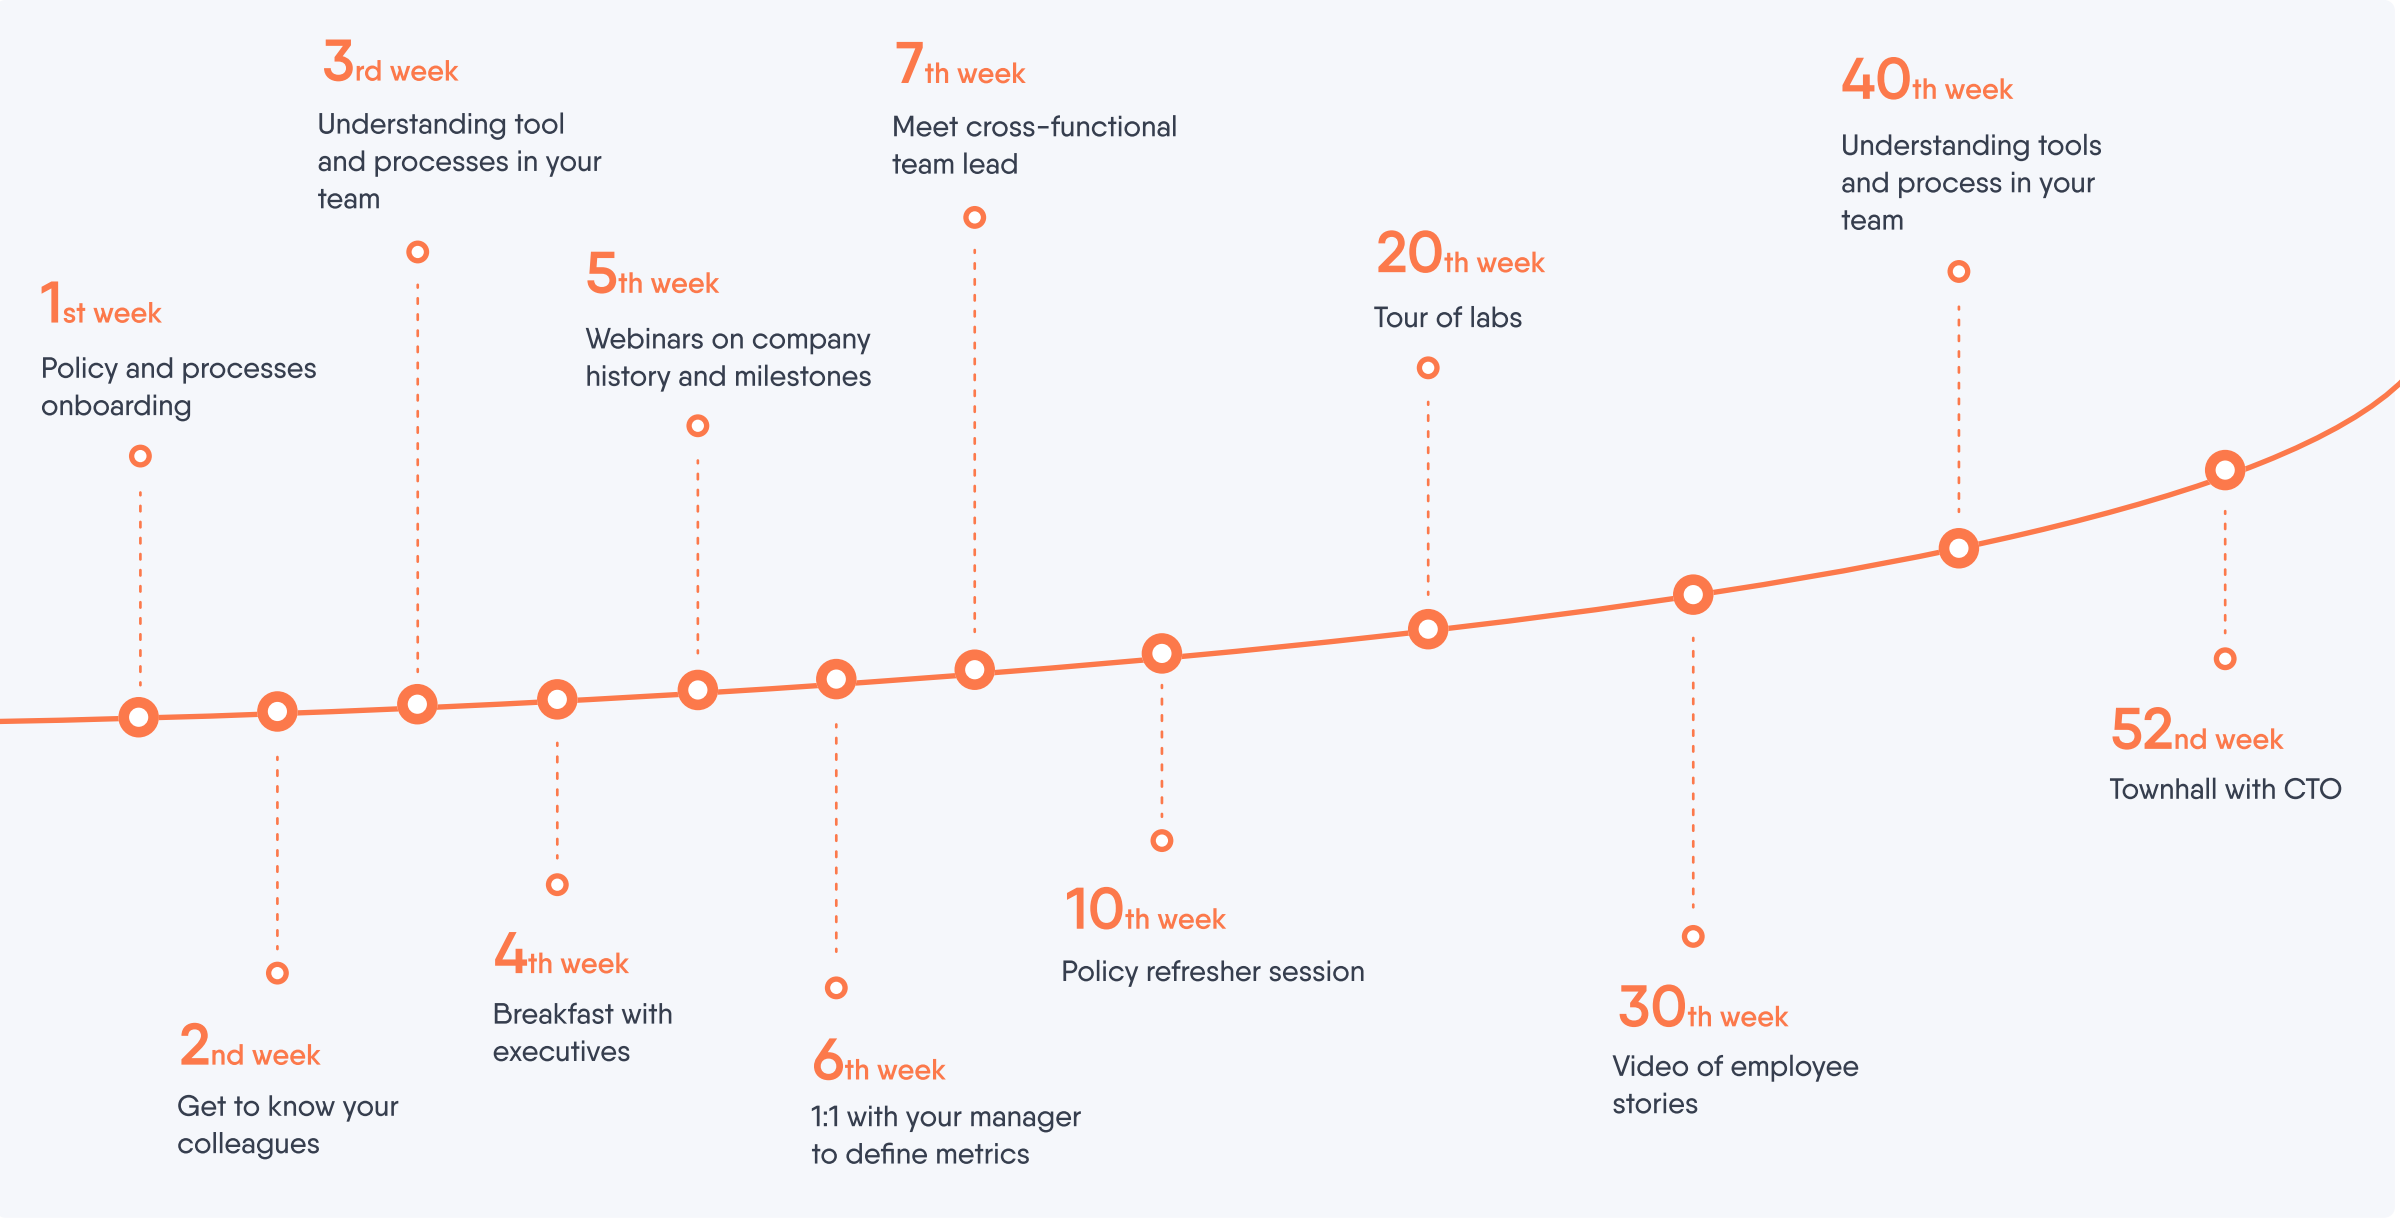 1st week
Policy and processes
onboarding
2nd week
Get to know your
colleagues
3rd week
Understanding tool
and processes in your
team
4th week
Breakfast with
executives
5th week
Webinars on company
history and milestones
6th week
1:1 with your manager
to define metrics
7th week
Meet cross-functional
team lead
10th week
Policy refresher session
20th week
Tour of labs
30th week
Video of employee
stories
40th week
Understanding tools
and process in your
team
52nd week
Townhall with CTO